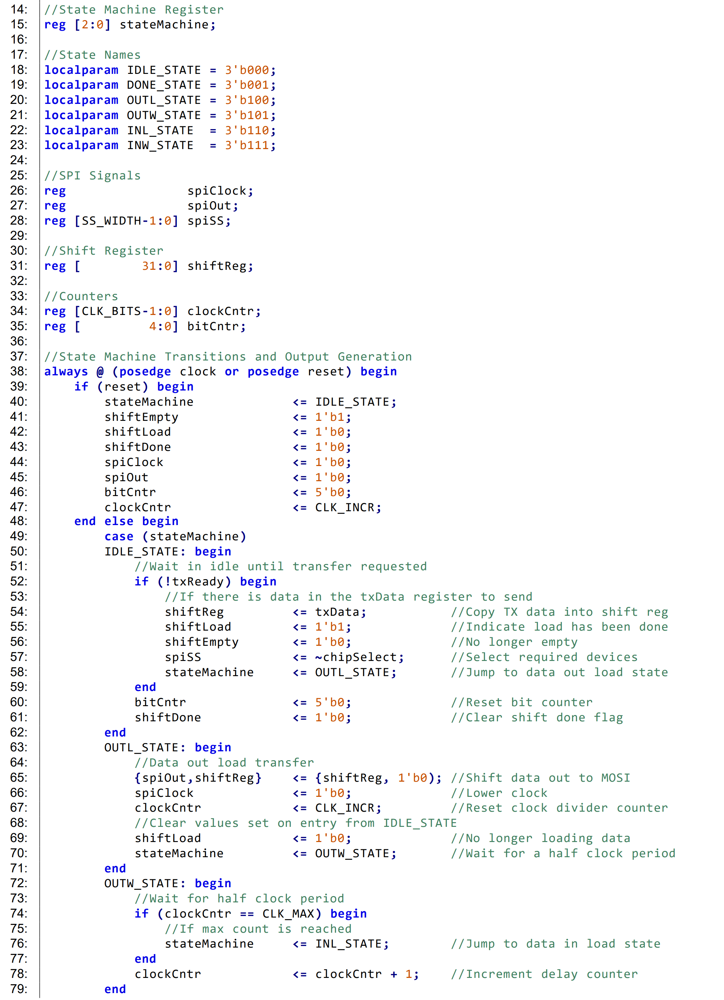 14: //State Machine Register
15: reg [2:0] stateMachine;
16:
17: //State Names
18: localparam IDLE_STATE = 3'b000;
19: localparam DONE_STATE = 3'b001;
20: localparam OUTL_STATE = 3'b100;
21: localparam OUTW_STATE = 3'b101;
22: localparam INL_STATE  = 3'b110;
23: localparam INW_STATE  = 3'b111;
24:
25: //SPI Signals
26: reg                spiClock;
27: reg                spiOut;
28: reg [SS_WIDTH-1:0] spiSS;
29:
30: //Shift Register
31: reg [        31:0] shiftReg;
32:
33: //Counters
34: reg [CLK_BITS-1:0] clockCntr;
35: reg [         4:0] bitCntr;
36:
37: //State Machine Transitions and Output Generation
38: always @ (posedge clock or posedge reset) begin
39:     if (reset) begin
40:         stateMachine             <= IDLE_STATE;
41:         shiftEmpty               <= 1'b1;
42:         shiftLoad                <= 1'b0;
43:         shiftDone                <= 1'b0;
44:         spiClock                 <= 1'b0;
45:         spiOut                   <= 1'b0;
46:         bitCntr                  <= 5'b0;
47:         clockCntr                <= CLK_INCR;
48:     end else begin
49:         case (stateMachine)
50:         IDLE_STATE: begin
51:             //Wait in idle until transfer requested
52:             if (!txReady) begin
53:                 //If there is data in the txData register to send
54:                 shiftReg         <= txData;           //Copy TX data into shift reg
55:                 shiftLoad        <= 1'b1;             //Indicate load has been done
56:                 shiftEmpty       <= 1'b0;             //No longer empty
57:                 spiSS            <= ~chipSelect;      //Select required devices
58:                 stateMachine     <= OUTL_STATE;       //Jump to data out load state
59:             end
60:             bitCntr              <= 5'b0;             //Reset bit counter
61:             shiftDone            <= 1'b0;             //Clear shift done flag
62:         end
63:         OUTL_STATE: begin
64:             //Data out load transfer
65:             {spiOut,shiftReg}    <= {shiftReg, 1'b0); //Shift data out to MOSI
66:             spiClock             <= 1'b0;             //Lower clock
67:             clockCntr            <= CLK_INCR;         //Reset clock divider counter
68:             //Clear values set on entry from IDLE_STATE
69:             shiftLoad            <= 1'b0;             //No longer loading data
70:             stateMachine         <= OUTW_STATE;       //Wait for a half clock period
71:         end
72:         OUTW_STATE: begin
73:             //Wait for half clock period
74:             if (clockCntr == CLK_MAX) begin
75:                 //If max count is reached
76:                 stateMachine     <= INL_STATE;        //Jump to data in load state
77:             end
78:             clockCntr            <= clockCntr + 1;    //Increment delay counter
79:         end